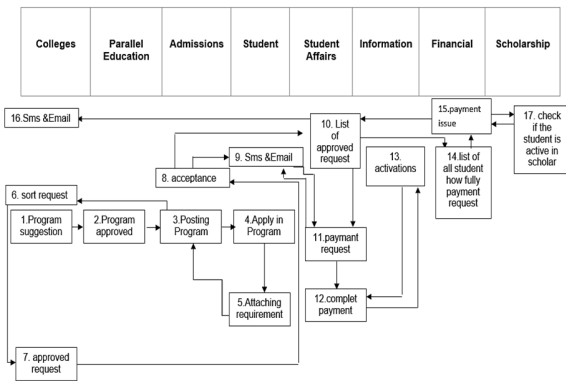 Colleges
Parallel
Education
Admissions
Student
Student
Affairs
Information
Financial
Scholarship
16.Sms &Email
10. List
of
approved
request
15.payment
issue
17. check
if the
student is
active in
scholar
9. Sms &Email
8. acceptance
13.
activations
14.list of
all student
how fully
payment
request
6. sort request
1.Program
suggestion
2.Program
approved
3.Posting
Program
4.Apply in
Program
11.paymant
request
5.Attaching
requirement
12.complet
payment
7. approved
request